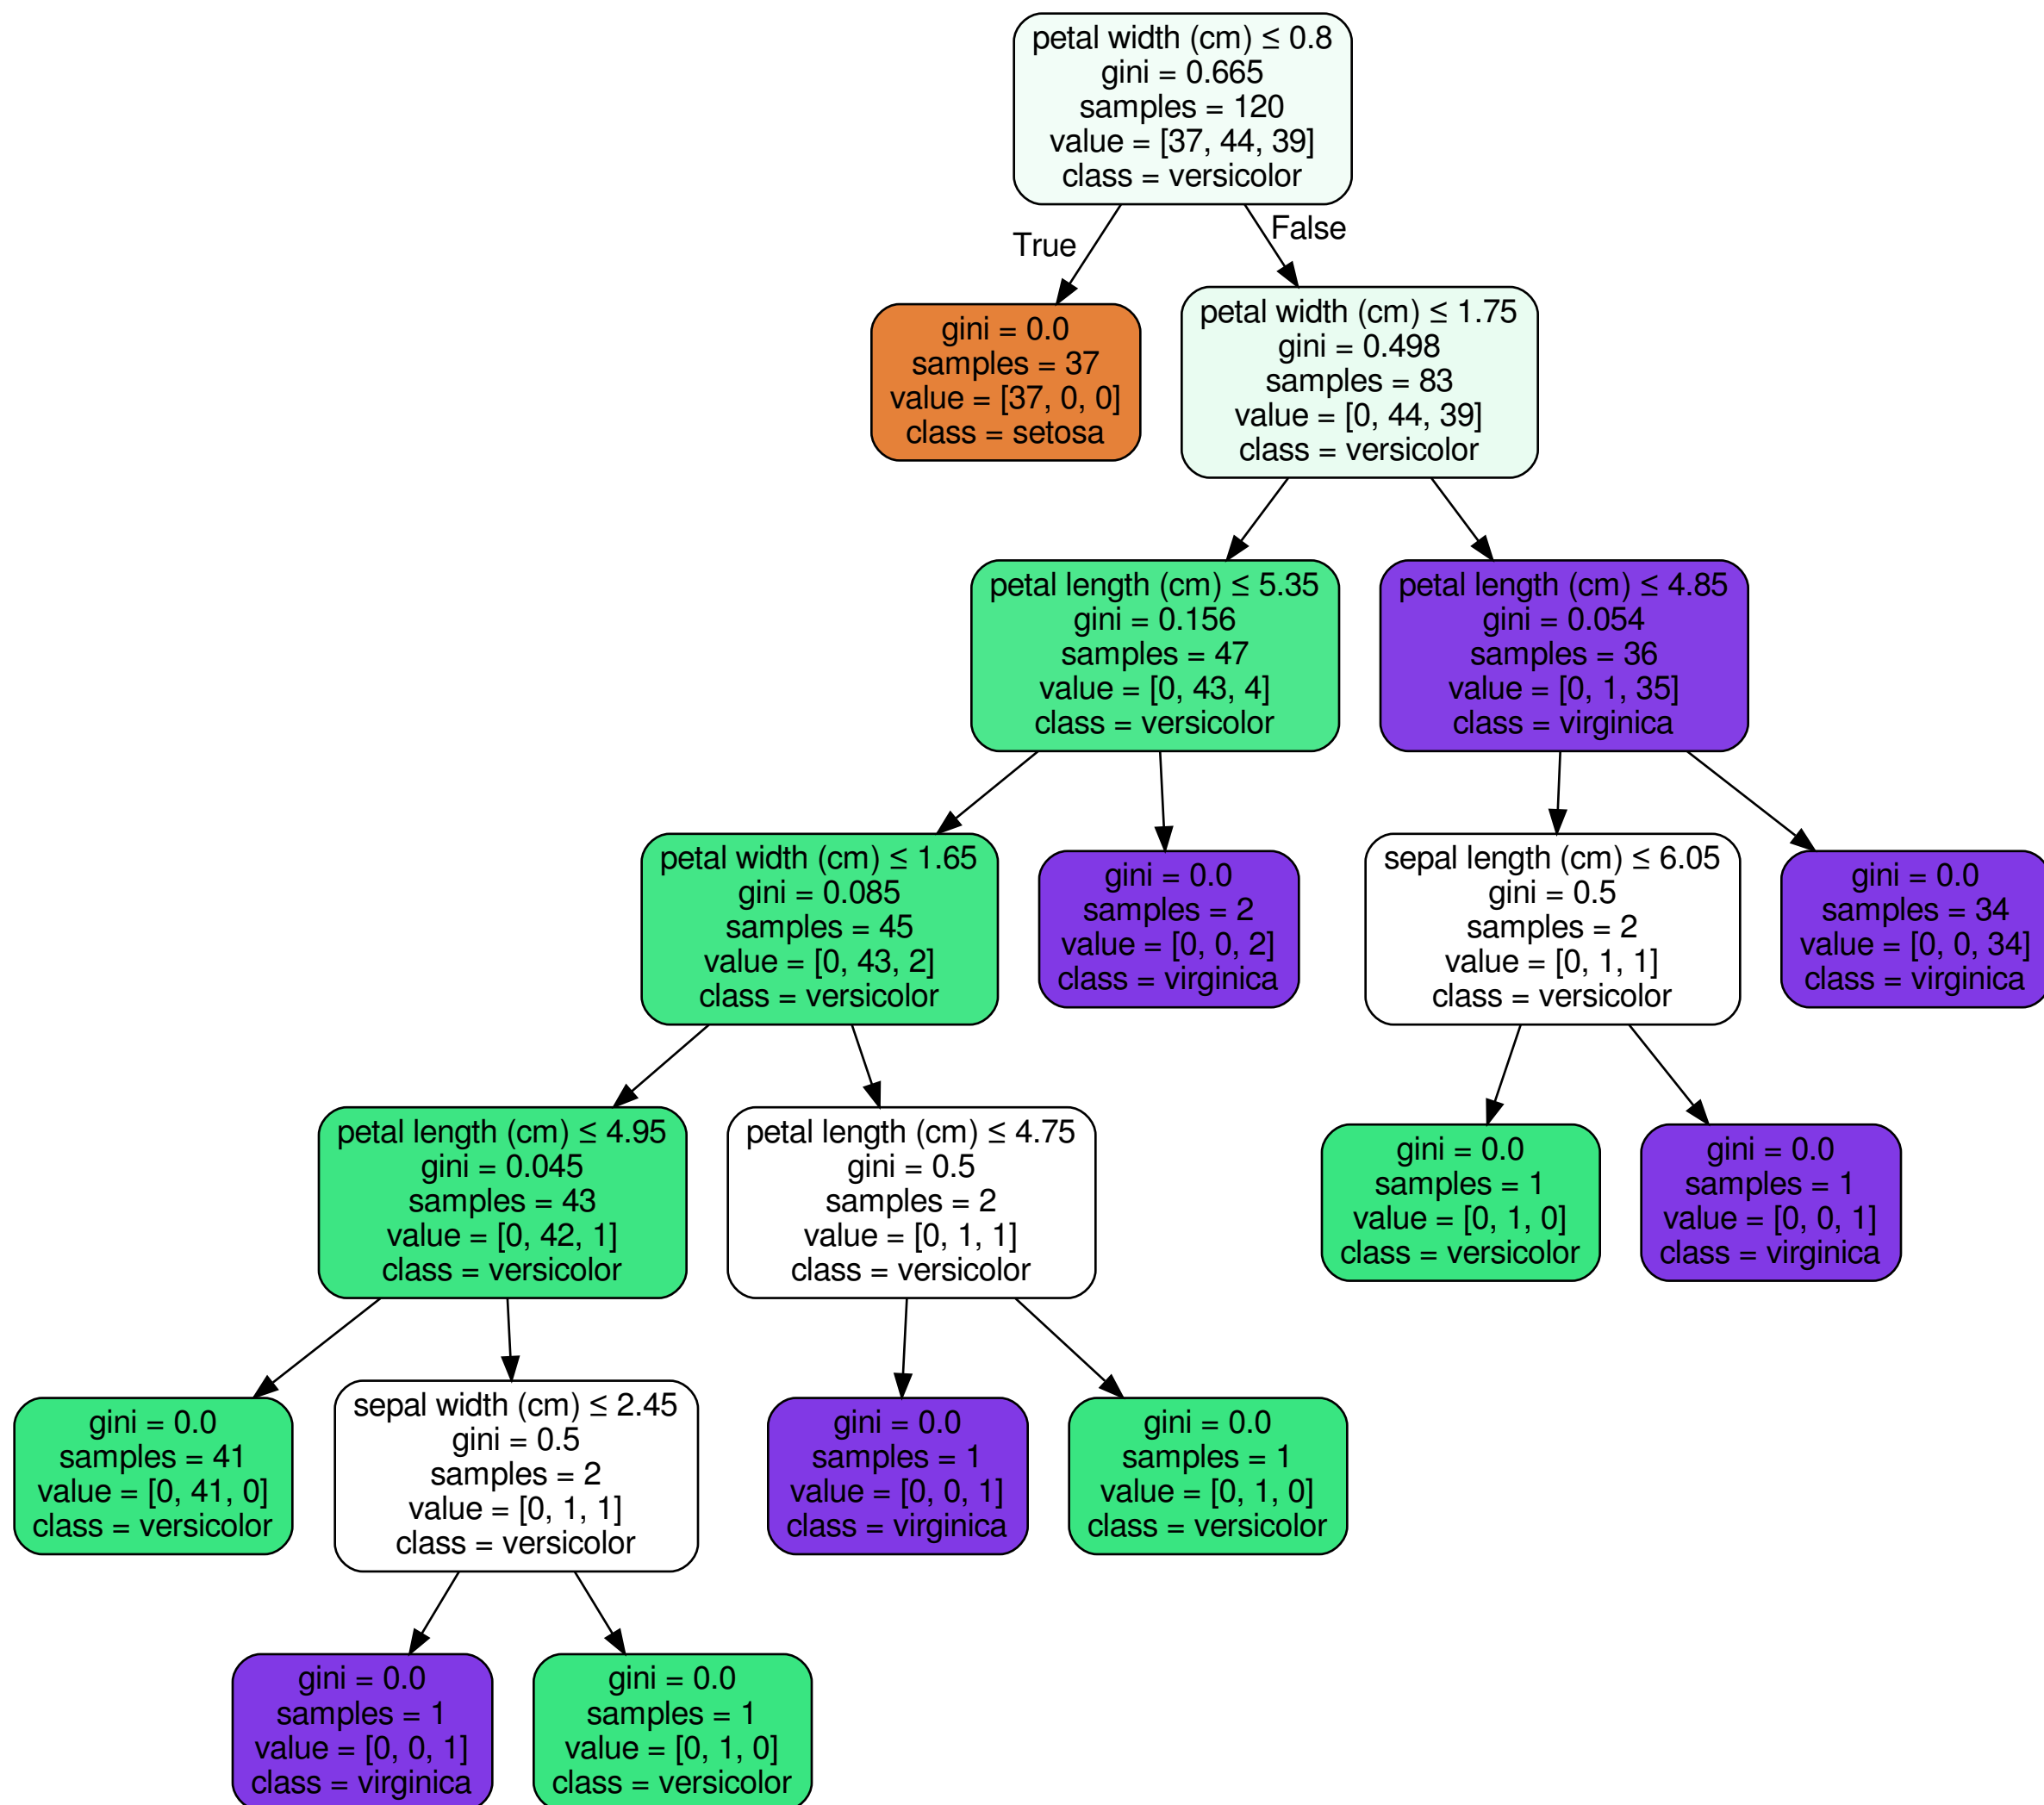 petal width (cm) ≤ 0.8
gini = 0.665
samples = 120
value = [37, 44, 39]
class = versicolor
True
False
gini = 0.0
samples = 37
value = [37, 0, 0]
class = setosa
petal width (cm) ≤ 1.75
gini = 0.498
samples = 83
value = [0, 44, 39]
class = versicolor
petal length (cm) ≤ 5.35
gini = 0.156
samples = 47
value = [0, 43, 4]
class = versicolor
petal length (cm) ≤ 4.85
gini = 0.054
samples = 36
value = [0, 1, 35]
class = virginica
petal width (cm) ≤ 1.65
gini = 0.085
samples = 45
value = [0, 43, 2]
class = versicolor
gini = 0.0
samples = 2
value = [0, 0, 2]
class = virginica
sepal length (cm) ≤ 6.05
gini = 0.5
samples = 2
value = [0, 1, 1]
class = versicolor
gini = 0.0
samples = 34
value = [0, 0, 34]
class = virginica
petal length (cm) ≤ 4.95
gini = 0.045
samples = 43
value = [0, 42, 1]
class = versicolor
petal length (cm) ≤ 4.75
gini = 0.5
samples = 2
value = [0, 1, 1]
class = versicolor
gini = 0.0
samples = 1
value = [0, 1, 0]
class = versicolor
gini = 0.0
samples = 1
value = [0, 0, 1]
class = virginica
gini = 0.0
samples = 41
value = [0, 41, 0]
class = versicolor
sepal width (cm) ≤ 2.45
gini = 0.5
samples = 2
value = [0, 1, 1]
class = versicolor
gini = 0.0
samples = 1
value = [0, 0, 1]
class = virginica
gini = 0.0
samples = 1
value = [0, 1, 0]
class = versicolor
gini = 0.0
samples = 1
value = [0, 0, 1]
class = virginica
gini = 0.0
samples = 1
value = [0, 1, 0]
class = versicolor